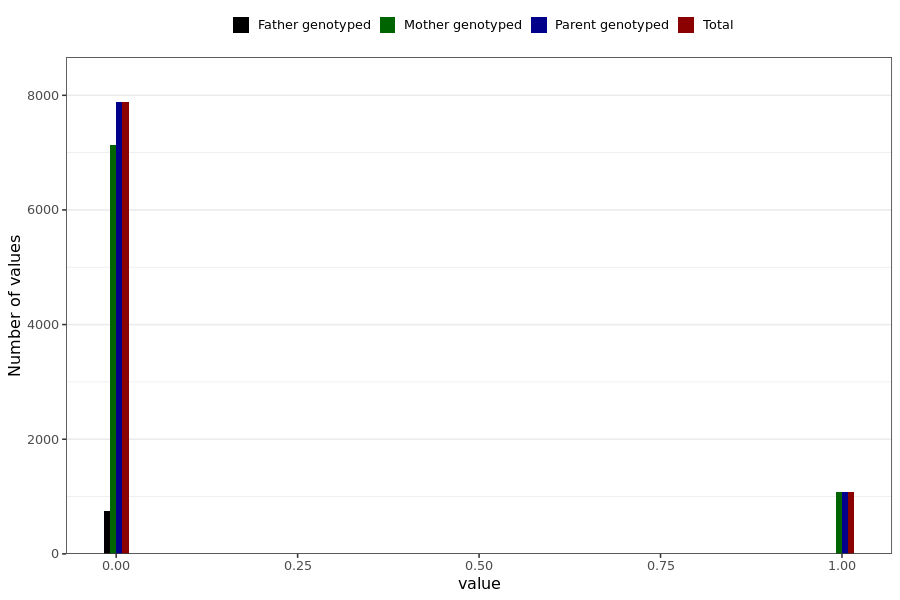 Father genotyped Mother genotyped Parent genotyped Total
8000
6000
4000
2000
0
Number of values
0.00 0.25 0.50 0.75 1.00
value